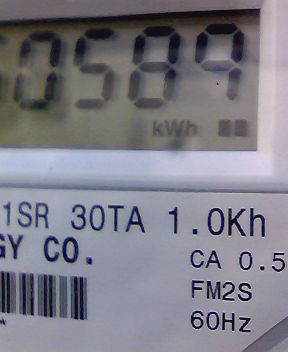 0589
kWh
1SR 30TA 1.0Kh
GY CO.
CA 0.5
FM2S
60Hz